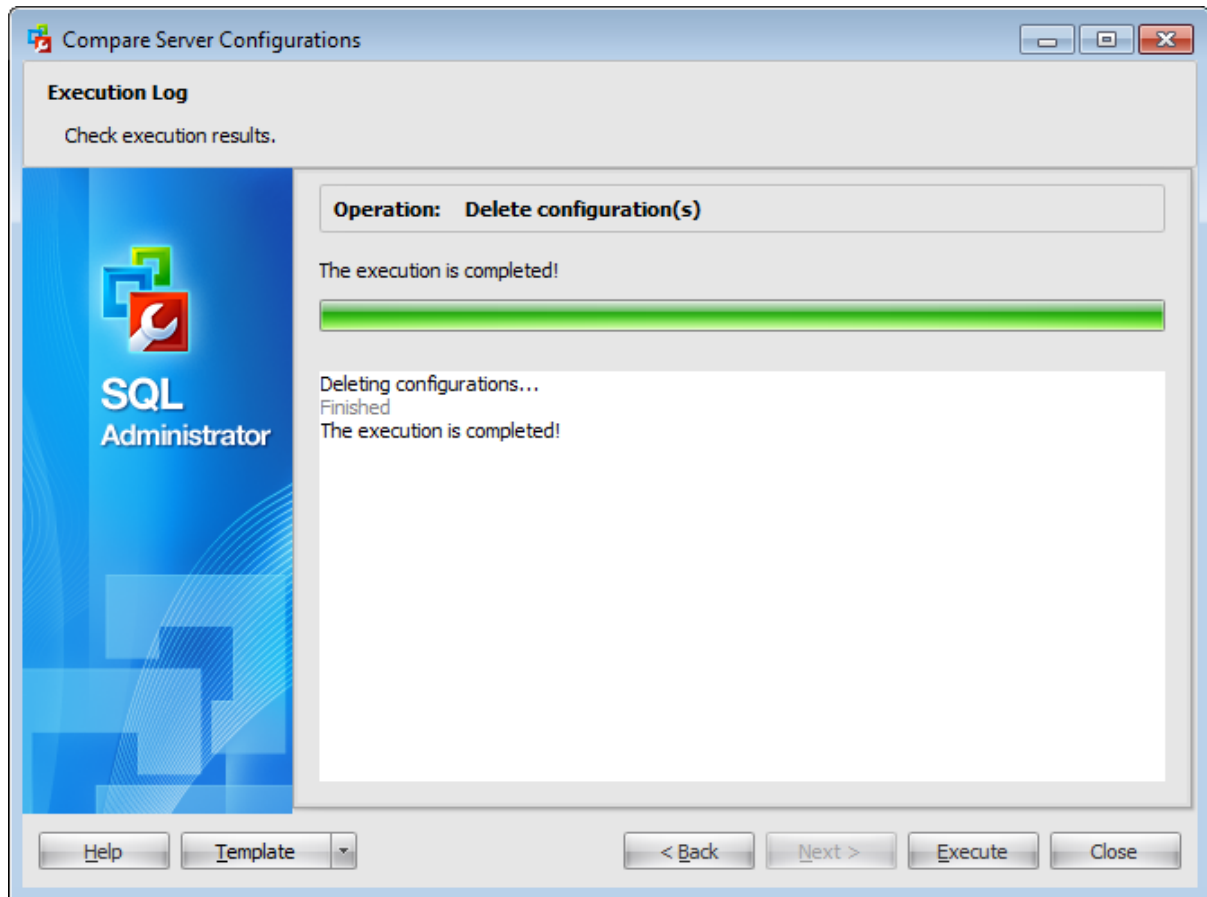 Compare Server Configurations
Execution Log
Check execution results.
Operation: Delete configuration(s)
The execution is completed!
SQL
Administrator
Deleting configurations...
Finished
The execution is completed!
Help
Template
< Back
Next >
Execute
Close